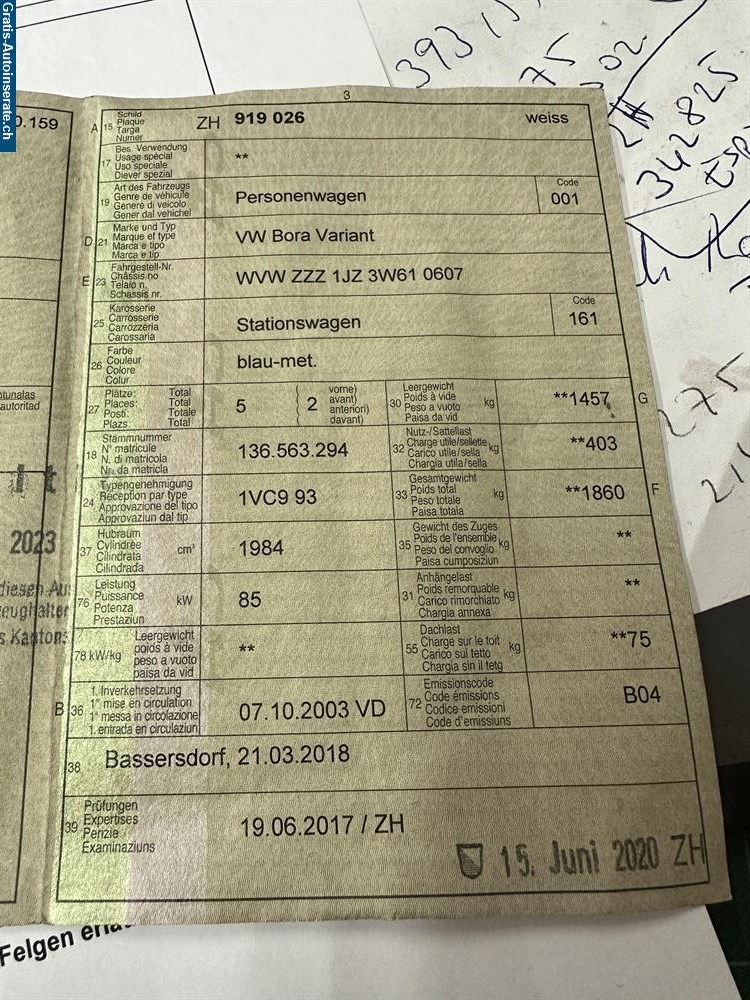 Gratis-Autoinserate.ch
393
75
342825
3
0.159
A 15 Schild
Plaque
Targa
Numer
ZH 919 026 weiss
17 Bes. Verwendung
Usage spécial
Uso speciale
Diever spezial
**
19 Art des Fahrzeugs
Genre de véhicule
Genere di veicolo
Gener dal vehichel
Personenwagen
Code
001
D 21 Marke und Typ
Marque et type
Marca e tipo
Marca e tip
VW Bora Variant
E 23 Fahrgestell-Nr.
Châssis no
Telaio n.
Schassis nr.
WVW ZZZ 1JZ 3W61 0607
25 Karosserie
Carrosserie
Carrozzeria
Carossaria
Stationswagen
Code
161
26 Farbe
Couleur
Colore
Colur
blau-met.
27 Plätze: Total
Places: Total
Posti: Totale
Plazs: Total
5
2
vorne)
avant)
anteriori)
davant)
30 Leergewicht
Poids à vide
Peso a vuoto
Paisa da vid
kg
**1457
G
18 Stammnummer
N° matricule
N. di matricola
Nr. da matricla
136.563.294
32 Nutz-/Sattellast
Charge utile/sellette
Carico utile/sella
Chargia utila/sella
kg
**403
24 Typengenehmigung
Réception par type
Approvazione del tipo
Approvaziun dal tip
1VC9 93
33 Gesamtgewicht
Poids total
Peso totale
Paisa totala
kg
**1860
F
37 Hubraum
Cylindrée
Cilindrata
Cilindrada
cm³
1984
35 Gewicht des Zuges
Poids de l'ensemble
Peso del convoglio
Paisa cumposiziun
kg
**
76 Leistung
Puissance
Potenza
Prestaziun
kW
85
31 Anhängelast
Poids remorquable
Carico rimorchiato
Chargia annexa
kg
**
78 kW/kg
Leergewicht
poids à vide
peso a vuoto
paisa da vid
**
55 Dachlast
Charge sur le toit
Carico sul tetto
Chargia sin il tetg
kg
**75
B 36 1. Inverkehrsetzung
1re mise en circulation
1a messa in circolazione
1. entrada en circulaziun
07.10.2003 VD
72 Emissionscode
Code émissions
Codice emissioni
Code d'emissiuns
B04
38 Bassersdorf, 21.03.2018
39 Prüfungen
Expertises
Perizie
Examinaziuns
19.06.2017 / ZH
15. Juni 2020 ZH
2023
autoritad
275
Felgen